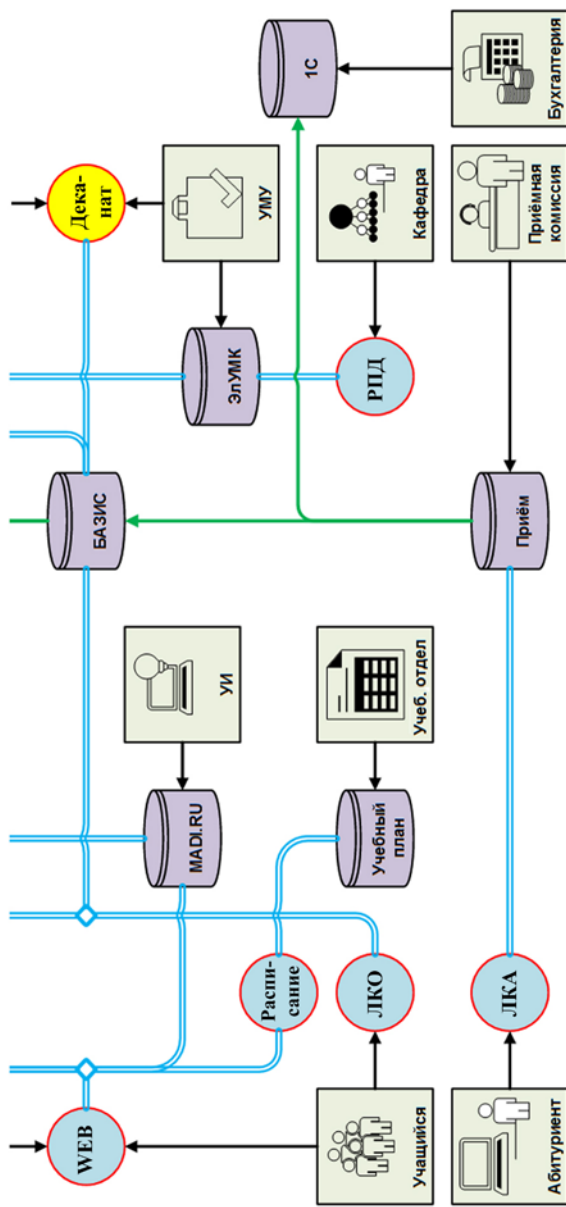 WEB
БАЗИС
Дека-
нат
MADI.RU
УИ
ЭлУМК
УМУ
Распи-
сание
1С
Учащийся
ЛКО
Учебный
план
Учеб. отдел
РПД
Кафедра
Абитуриент
ЛКА
Приём
Приёмная
комиссия
Бухгалтерия